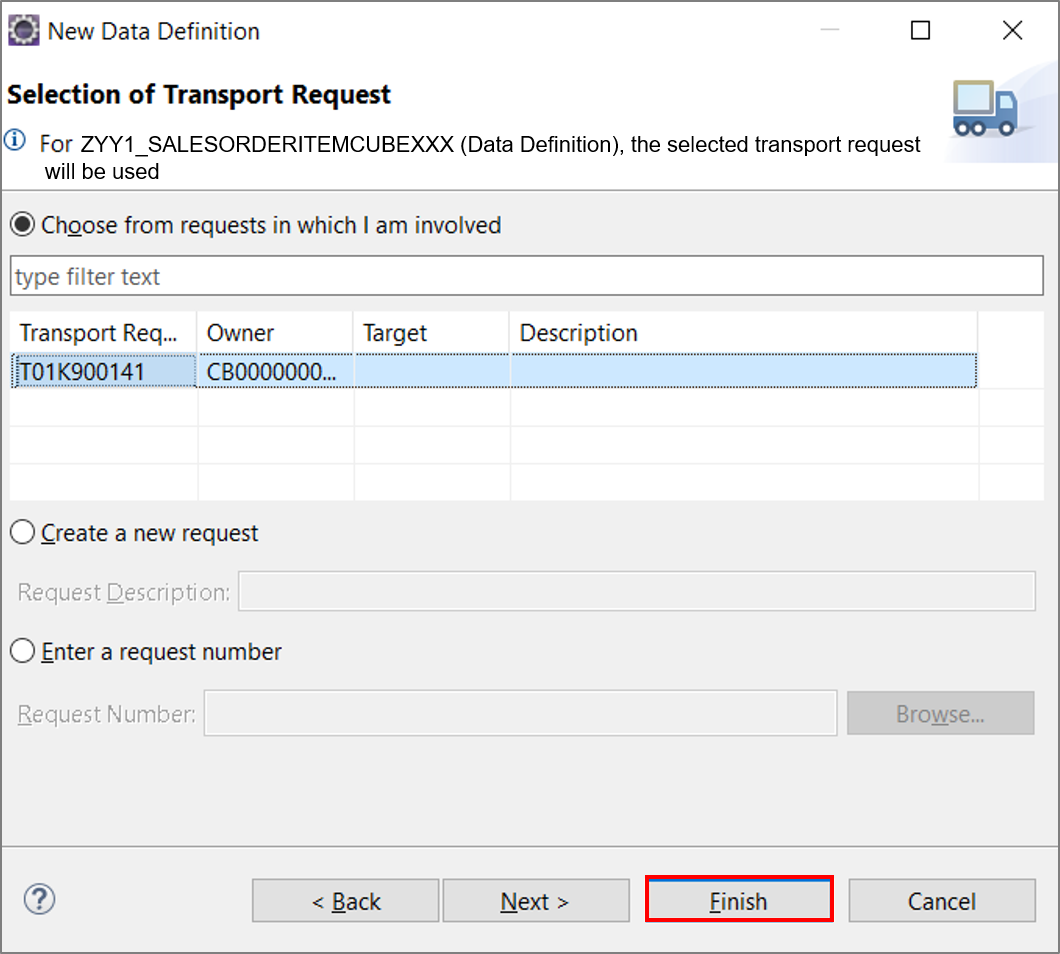 New Data Definition
Selection of Transport Request
For ZYY1_SALESORDERITEMCUBEXXX (Data Definition), the selected transport request
will be used
Choose from requests in which I am involved
type filter text
Transport Req... Owner Target Description
T01K900141 CB0000000...
Create a new request
Request Description:
Enter a request number
Request Number: Browse...
? < Back Next > Finish Cancel